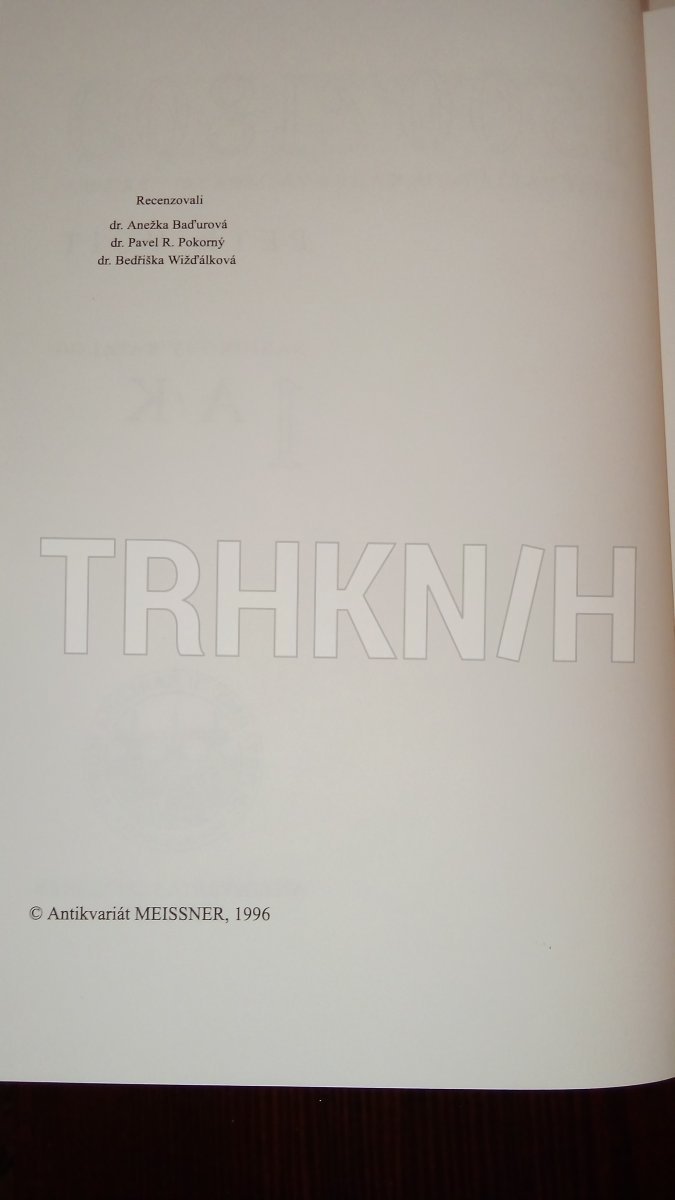 Recenzovali
dr. Anežka Baďurová
dr. Pavel R. Pokorný
dr. Bedřiška Wižďálková
TRHKNIH
© Antikvariát MEISSNER, 1996